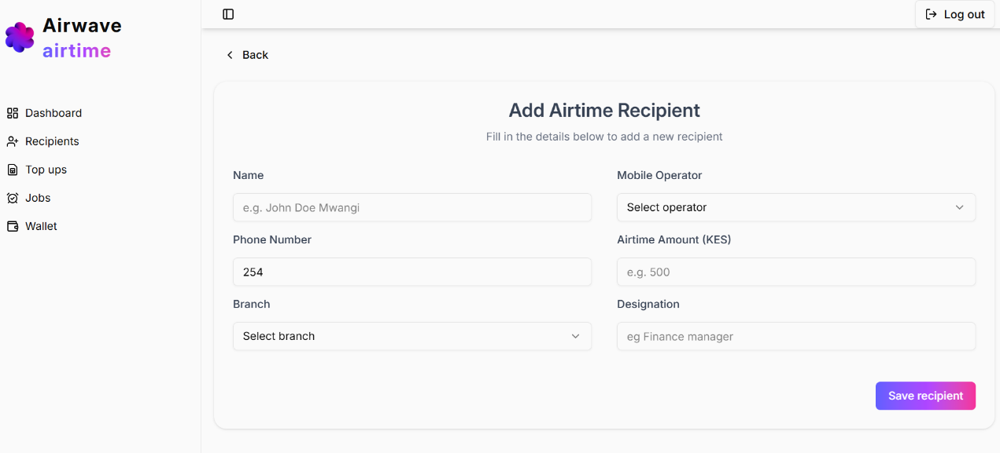 Airwave
airtime
Dashboard
Recipients
Top ups
Jobs
Wallet
Log out
Back
Add Airtime Recipient
Fill in the details below to add a new recipient
Name
e.g. John Doe Mwangi
Mobile Operator
Select operator
Phone Number
254
Airtime Amount (KES)
e.g. 500
Branch
Select branch
Designation
eg Finance manager
Save recipient